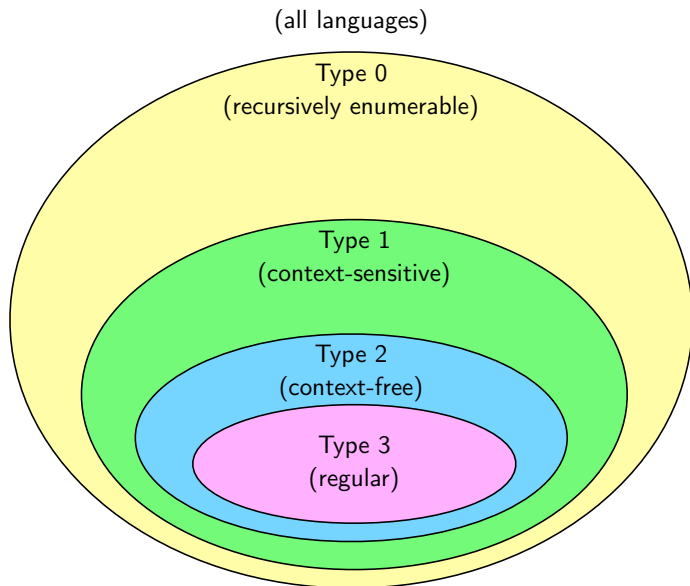 (all languages)
Type 0
(recursively enumerable)
Type 1
(context-sensitive)
Type 2
(context-free)
Type 3
(regular)